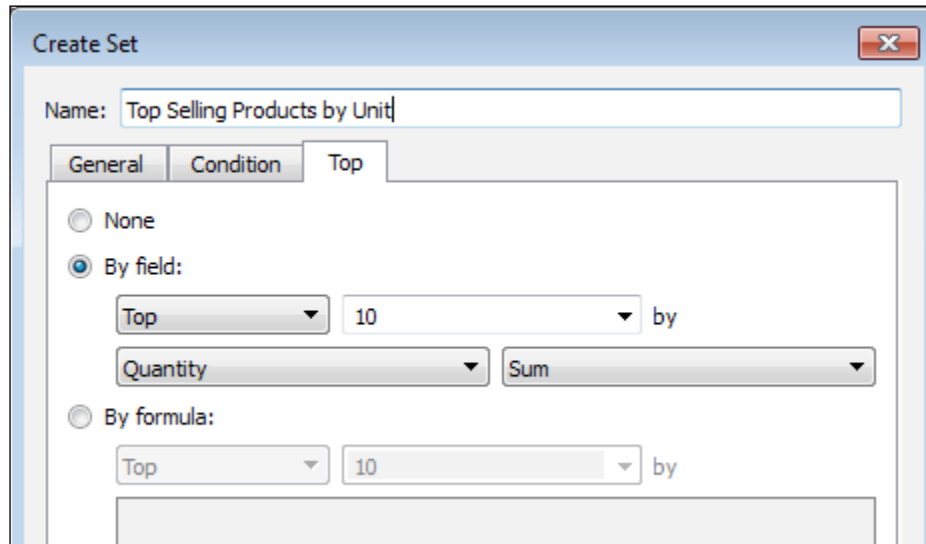 Create Set
Name: Top Selling Products by Unit
General Condition Top
None
By field:
Top 10 by
Quantity Sum
By formula:
Top 10 by